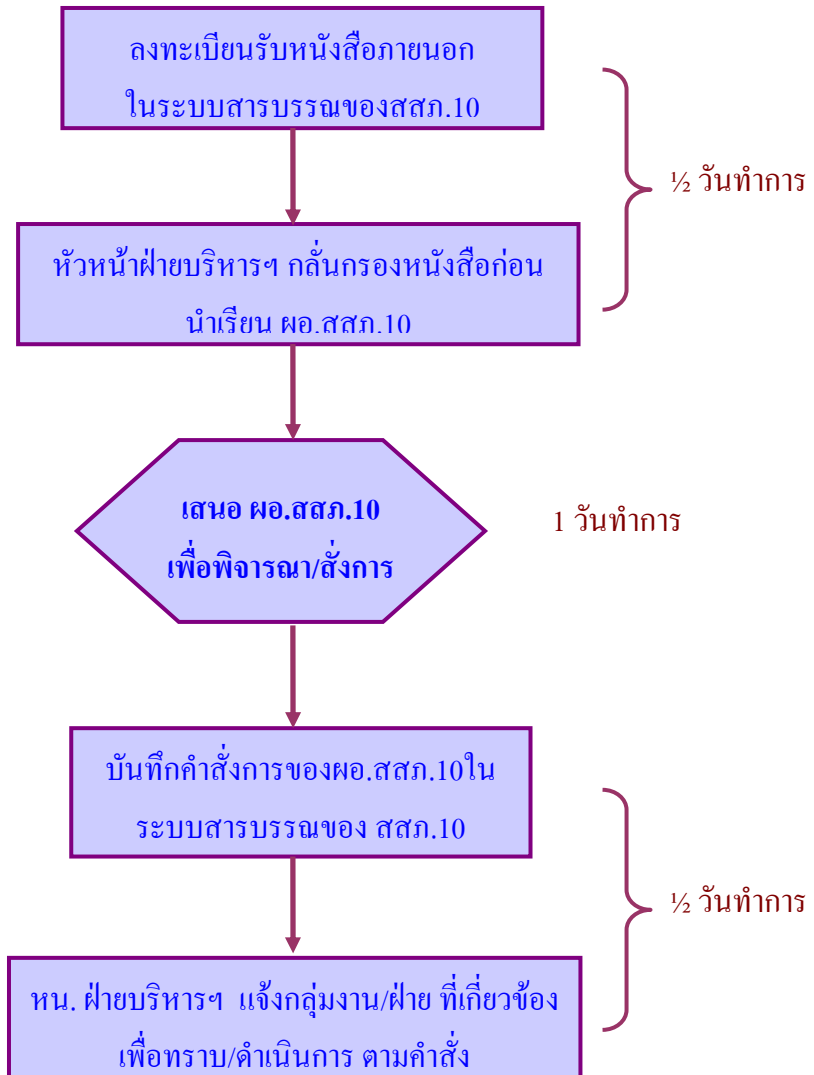 ลงทะเบียนรับหนังสือภายนอก
ในระบบสารบรรณของสสภ.10
½ วันทำการ
หัวหน้าฝ่ายบริหารฯ กลั่นกรองหนังสือก่อน
นำเรียน ผอ.สสภ.10
เสนอ ผอ.สสภ.10
เพื่อพิจารณา/สั่งการ
1 วันทำการ
บันทึกคำสั่งการของผอ.สสภ.10ใน
ระบบสารบรรณของ สสภ.10
½ วันทำการ
หน. ฝ่ายบริหารฯ แจ้งกลุ่มงาน/ฝ่าย ที่เกี่ยวข้อง
เพื่อทราบ/ดำเนินการ ตามคำสั่ง